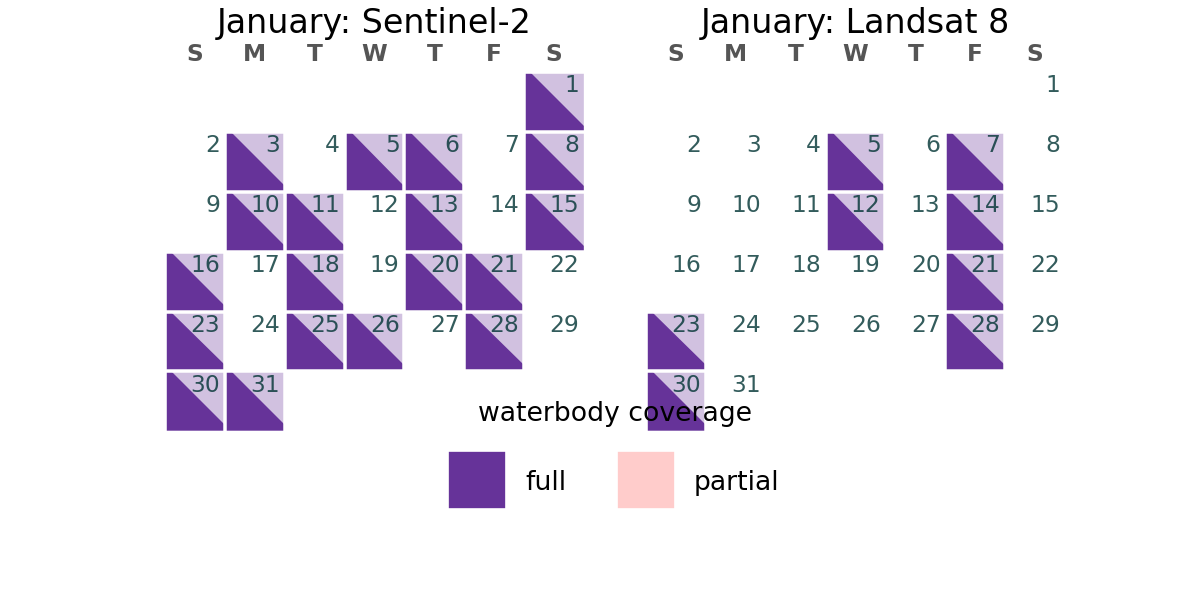 January: Sentinel-2
S M T W T F S
1
2 3 4 5 6 7 8
9 10 11 12 13 14 15
16 17 18 19 20 21 22
23 24 25 26 27 28 29
30 31
January: Landsat 8
S M T W T F S
1
2 3 4 5 6 7 8
9 10 11 12 13 14 15
16 17 18 19 20 21 22
23 24 25 26 27 28 29
30 31
waterbody coverage
full partial